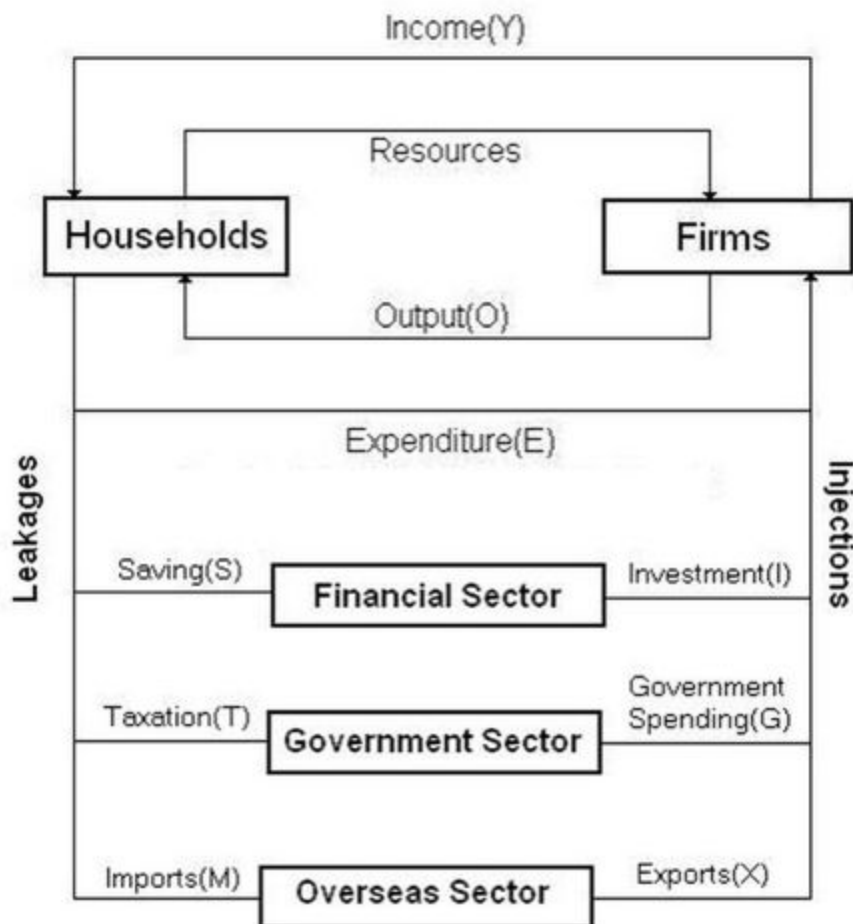 Income(Y)
Resources
Households
Firms
Output(O)
Expenditure(E)
Leakages
Injections
Saving(S)
Financial Sector
Investment(I)
Taxation(T)
Government Sector
Government
Spending(G)
Imports(M)
Overseas Sector
Exports(X)